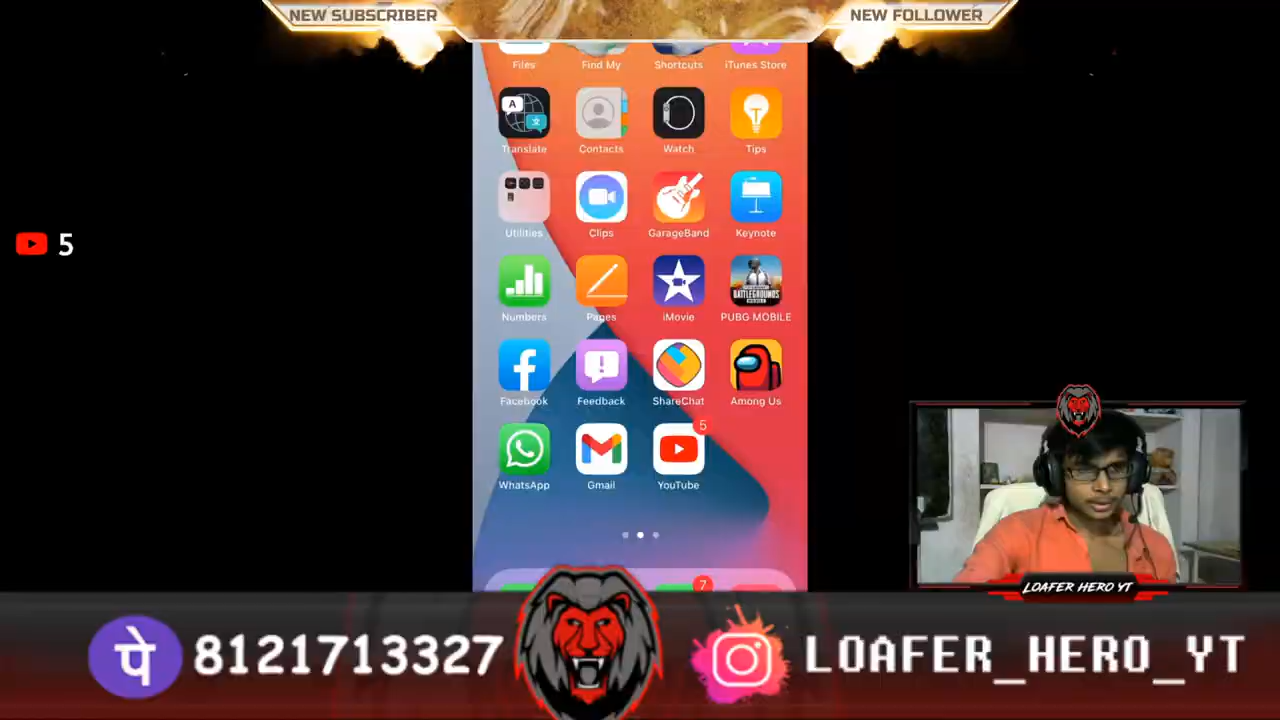 NEW SUBSCRIBER
NEW FOLLOWER
Files
Find My
Shortcuts
iTunes Store
A
文
Translate
Contacts
Watch
Tips
Utilities
Clips
GarageBand
Keynote
BATTLEGROUNDS
Numbers
Pages
iMovie
PUBG MOBILE
5
f
!
Facebook
Feedback
ShareChat
Among Us
5
WhatsApp
Gmail
YouTube
7
LOAFER HERO YT
पे
8121713327
LOAFER_HERO_YT